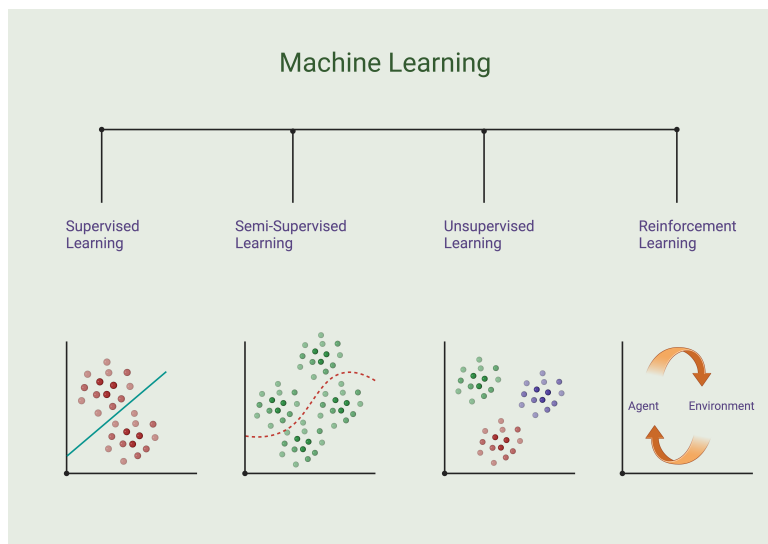 Machine Learning
Supervised
Learning
Semi-Supervised
Learning
Unsupervised
Learning
Reinforcement
Learning
Agent
Environment